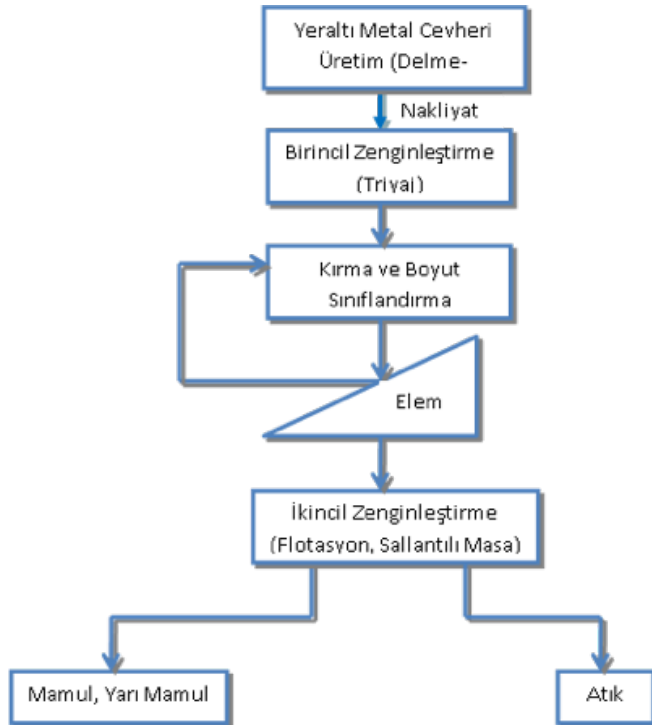 Yeraltı Metal Cevheri
Üretim (Delme-
Nakliyat
Birincil Zenginleştirme
(Triyaj)
Kırma ve Boyut
Sınıflandırma
Elem
İkincil Zenginleştirme
(Flotasyon, Sallantılı Masa)
Mamul, Yarı Mamul
Atık